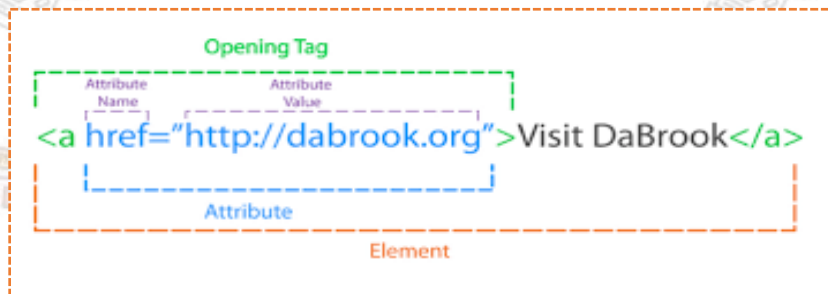 Opening Tag
Attribute
Name
Attribute
Value
<a href="http://dabrook.org">Visit DaBrook</a>
Attribute
Element